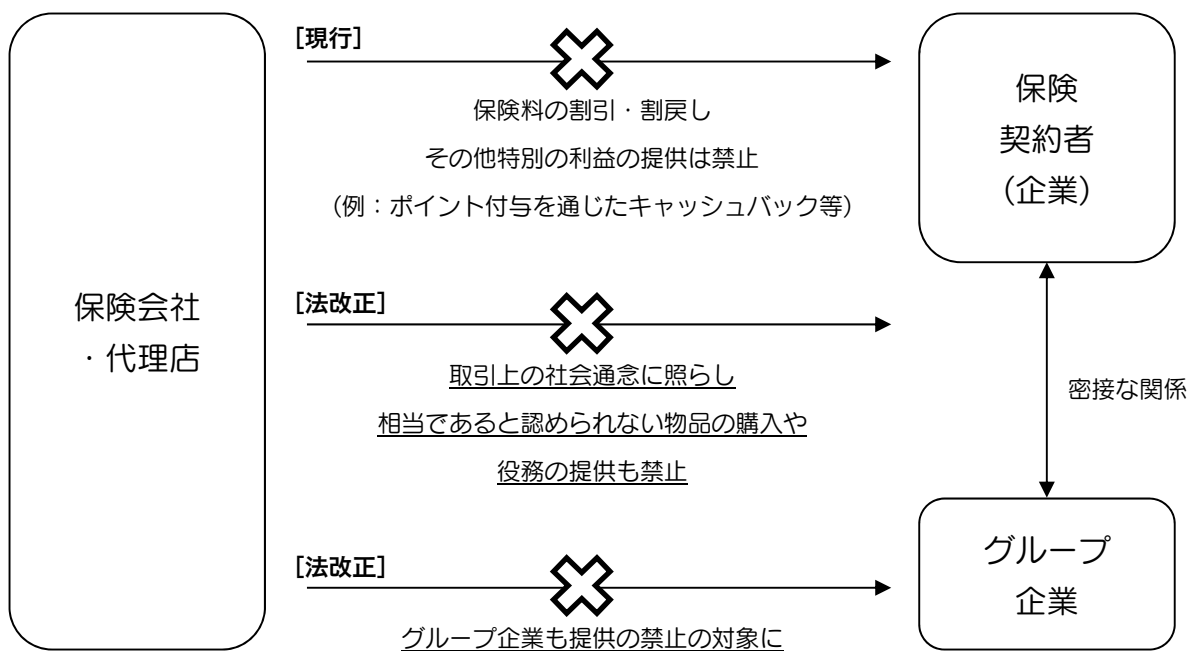 保険会社
・代理店
[現行]
保険料の割引・割戻し
その他特別の利益の提供は禁止
(例：ポイント付与を通じたキャッシュバック等)
[法改正]
取引上の社会通念に照らし
相当であると認められない物品の購入や
役務の提供も禁止
[法改正]
グループ企業も提供の禁止の対象に
保険
契約者
(企業)
密接な関係
グループ
企業